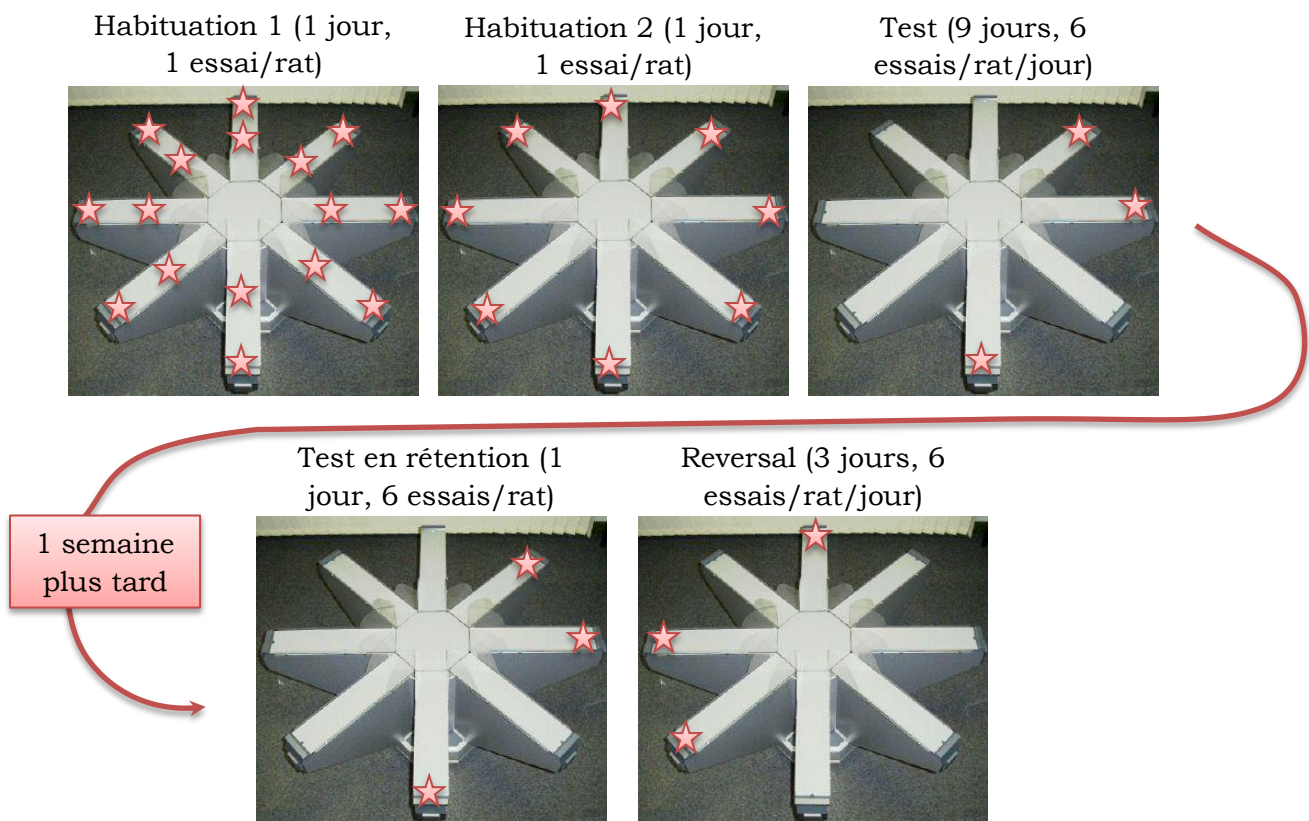 Habituation 1 (1 jour,
1 essai/rat)
Habituation 2 (1 jour,
1 essai/rat)
Test (9 jours, 6
essais/rat/jour)
1 semaine
plus tard
Test en rétention (1
jour, 6 essais/rat)
Reversal (3 jours, 6
essais/rat/jour)